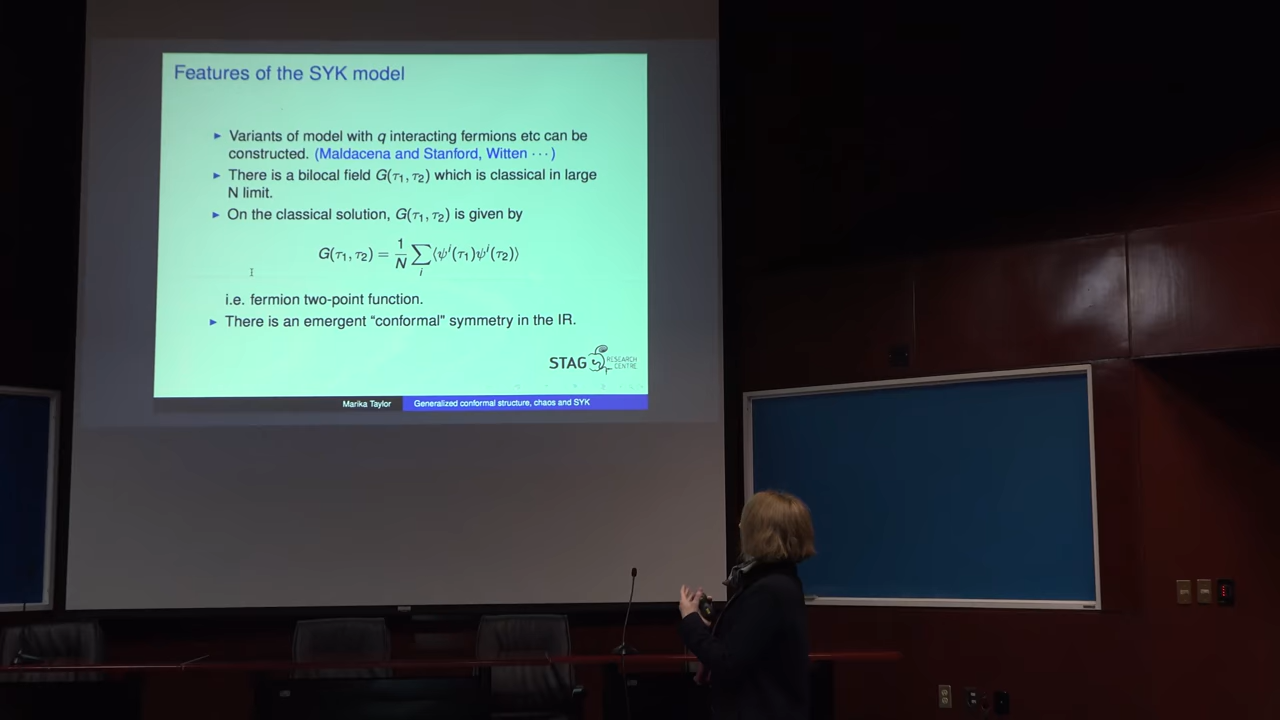 Features of the SYK model
► Variants of model with q interacting fermions etc can be
constructed. (Maldacena and Stanford, Witten ⋯)
► There is a bilocal field G(τ₁, τ₂) which is classical in large
N limit.
► On the classical solution, G(τ₁, τ₂) is given by
G(τ₁, τ₂) = 1/N ∑ᵢ ⟨ψⁱ(τ₁)ψⁱ(τ₂)⟩
i.e. fermion two-point function.
► There is an emergent “conformal” symmetry in the IR.
STAG RESEARCH
CENTRE
Marika Taylor Generalized conformal structure, chaos and SYK